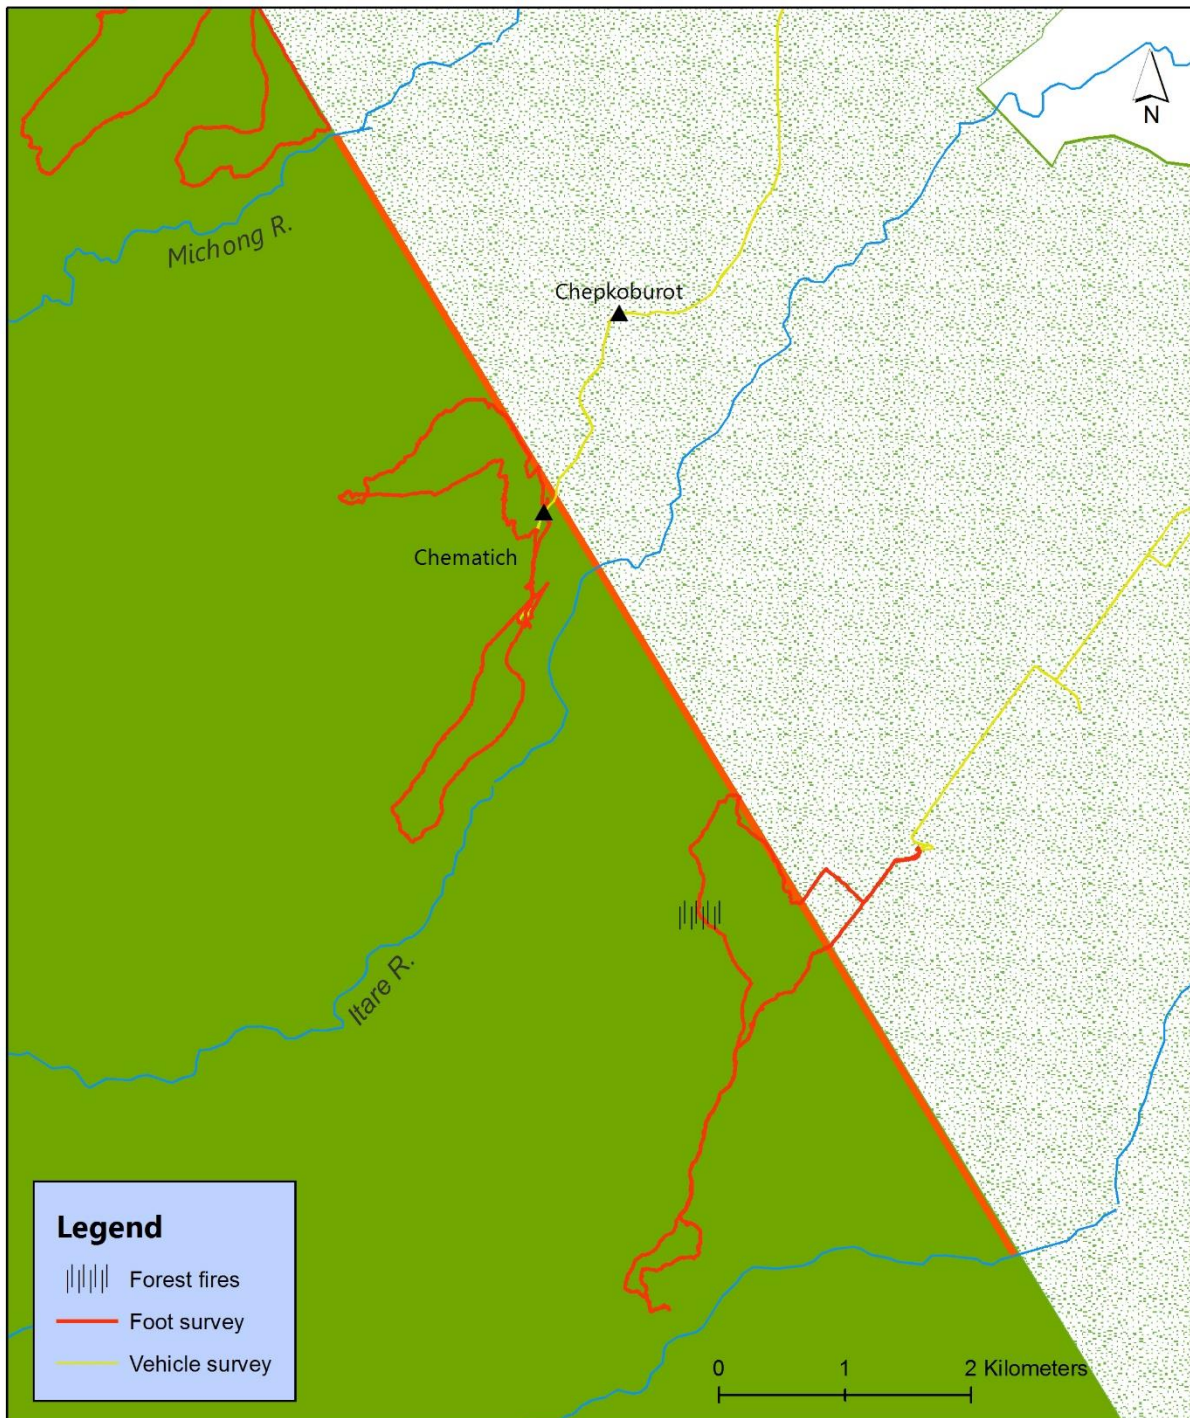 N
Michong R.
Chepkoburot
Chematich
Itare R.
Legend
Forest fires
Foot survey
Vehicle survey
0 1 2 Kilometers